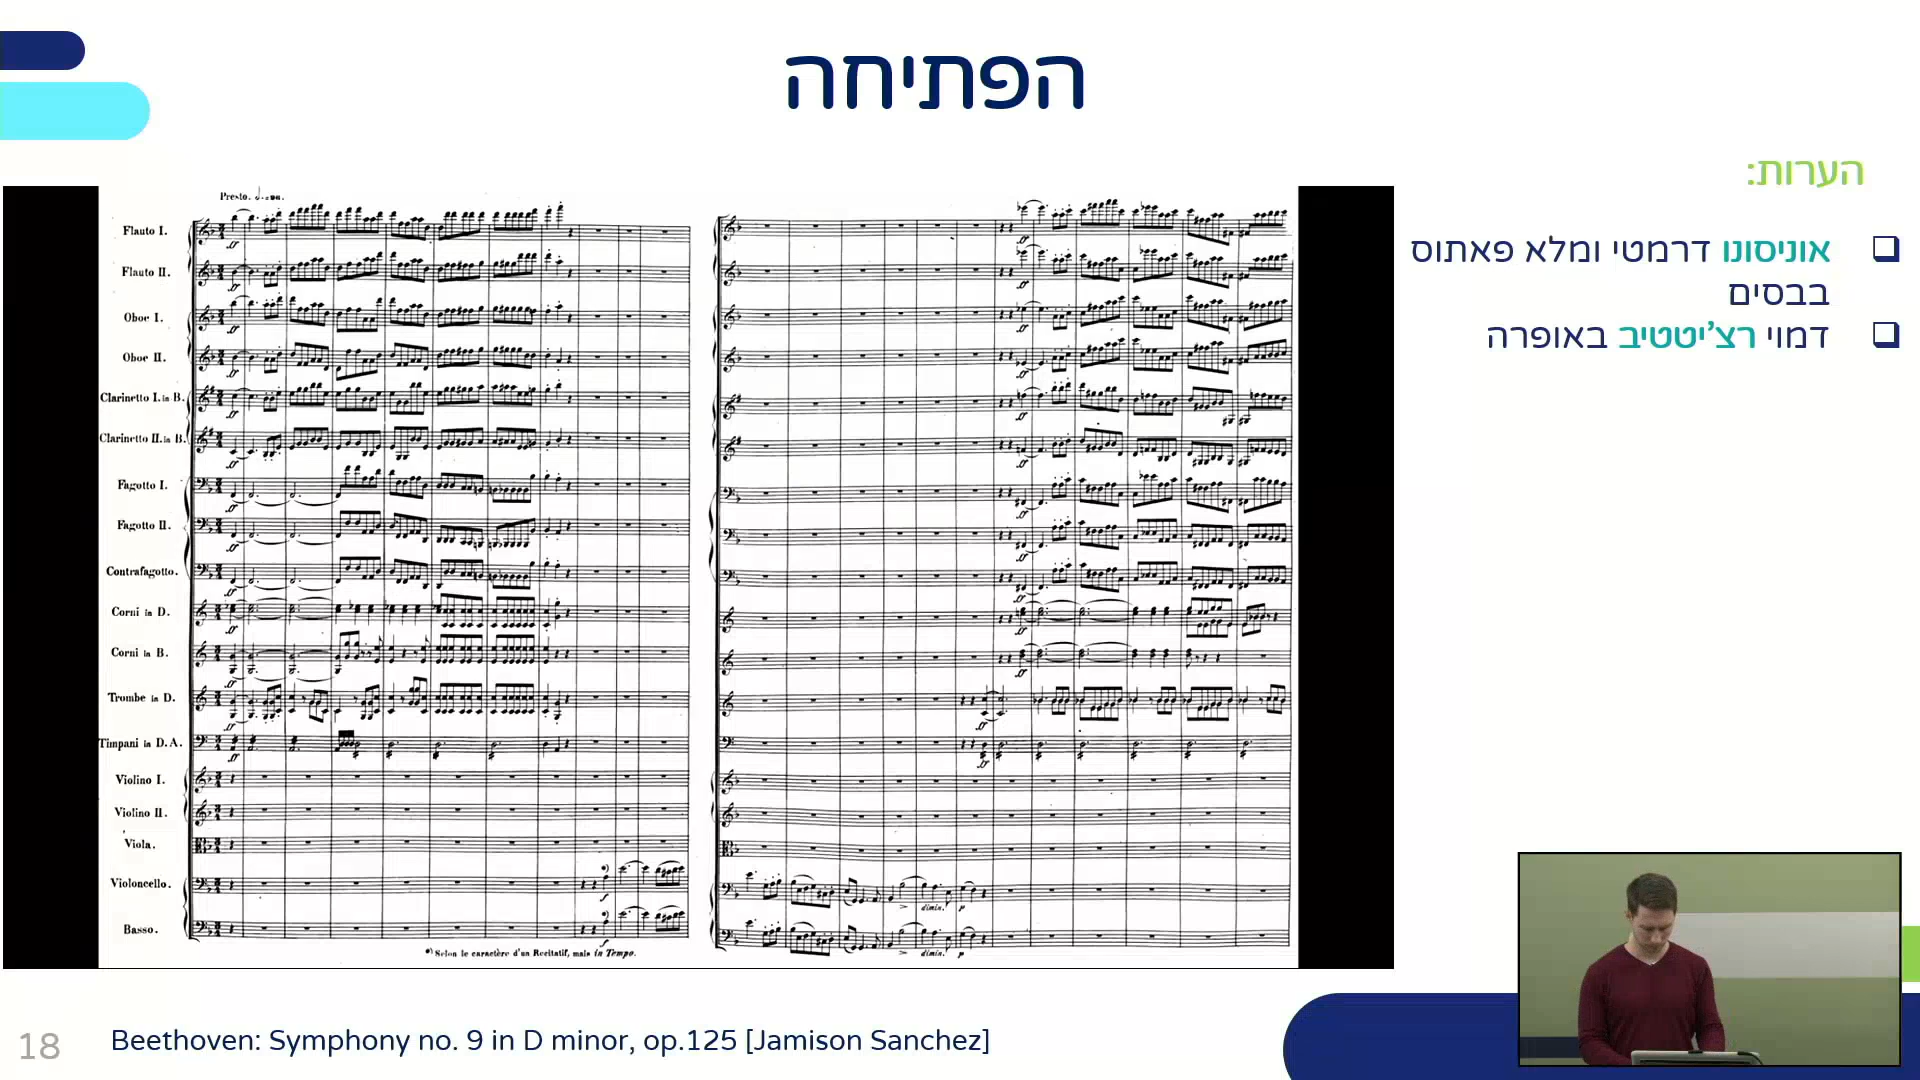 הפתיחה
הערות:
❑ אוניסונו דרמטי ומלא פאתוס
בבסים
❑ דמוי רצ'יטטיב באופרה
Presto.
Flauto I.
Flauto II.
Oboe I.
Oboe II.
Clarinetto I. in B.
Clarinetto II. in B.
Fagotto I.
Fagotto II.
Contrafagotto.
Corni in D.
Corni in B.
Trombe in D.
Timpani in D.A.
Violino I.
Violino II.
Viola.
Violoncello.
Basso.
dimin. p
dimin. p
*) Selon le caractère d'un Recitatif, mais in Tempo.
18
Beethoven: Symphony no. 9 in D minor, op.125 [Jamison Sanchez]